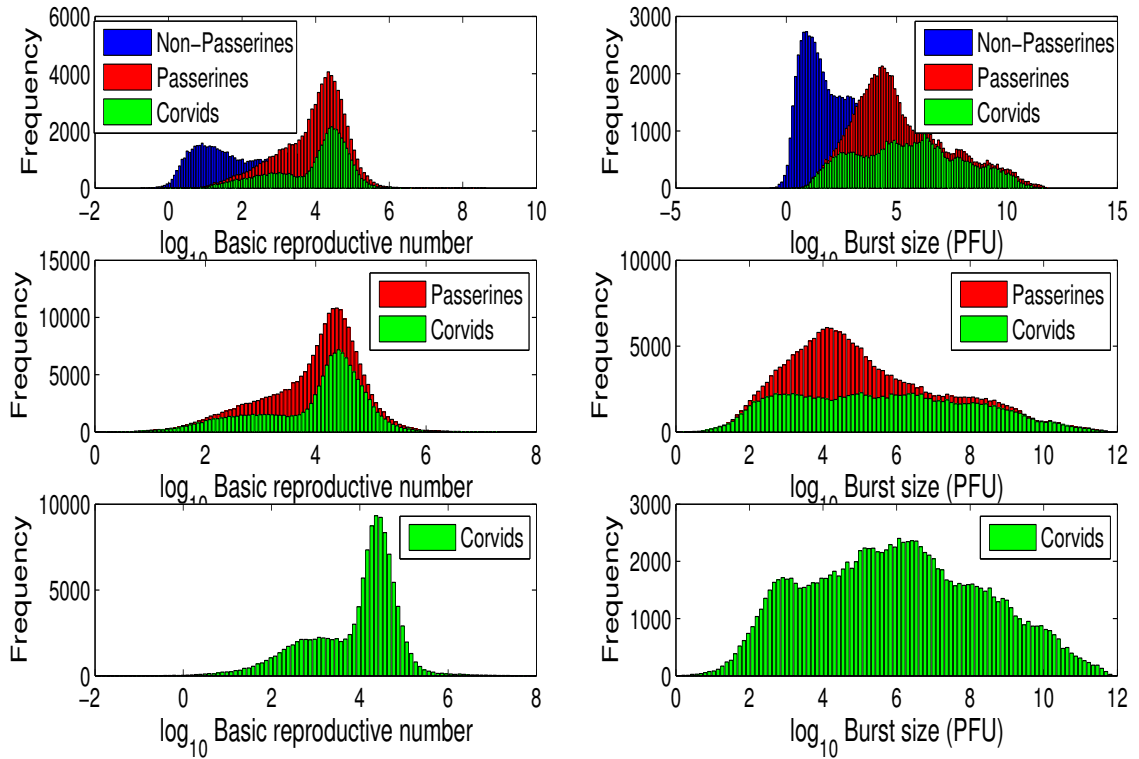 6000
4000
2000
0
Frequency
Non-Passerines
Passerines
Corvids
−2 0 2 4 6 8 10
log10 Basic reproductive number
3000
2000
1000
0
Frequency
Non-Passerines
Passerines
Corvids
−5 0 5 10 15
log10 Burst size (PFU)
15000
10000
5000
0
Frequency
Passerines
Corvids
0 2 4 6 8
log10 Basic reproductive number
10000
5000
0
Frequency
Passerines
Corvids
0 2 4 6 8 10 12
log10 Burst size (PFU)
10000
5000
0
Frequency
Corvids
−2 0 2 4 6 8
log10 Basic reproductive number
3000
2000
1000
0
Frequency
Corvids
0 2 4 6 8 10 12
log10 Burst size (PFU)